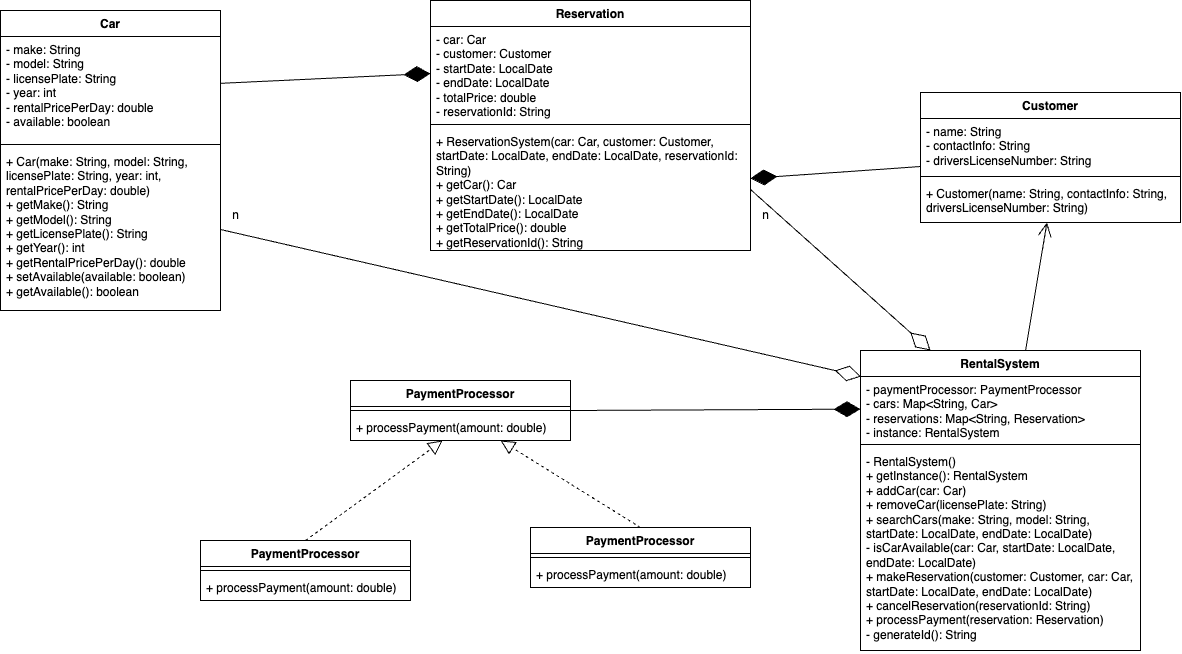 Car
- make: String
- model: String
- licensePlate: String
- year: int
- rentalPricePerDay: double
- available: boolean
+ Car(make: String, model: String,
licensePlate: String, year: int,
rentalPricePerDay: double)
+ getMake(): String
+ getModel(): String
+ getLicensePlate(): String
+ getYear(): int
+ getRentalPricePerDay(): double
+ setAvailable(available: boolean)
+ getAvailable(): boolean
n
Reservation
- car: Car
- customer: Customer
- startDate: LocalDate
- endDate: LocalDate
- totalPrice: double
- reservationId: String
+ ReservationSystem(car: Car, customer: Customer,
startDate: LocalDate, endDate: LocalDate, reservationId:
String)
+ getCar(): Car
+ getStartDate(): LocalDate
+ getEndDate(): LocalDate
+ getTotalPrice(): double
+ getReservationId(): String
n
Customer
- name: String
- contactInfo: String
- driversLicenseNumber: String
+ Customer(name: String, contactInfo: String,
driversLicenseNumber: String)
PaymentProcessor
+ processPayment(amount: double)
PaymentProcessor
+ processPayment(amount: double)
PaymentProcessor
+ processPayment(amount: double)
RentalSystem
- paymentProcessor: PaymentProcessor
- cars: Map<String, Car>
- reservations: Map<String, Reservation>
- instance: RentalSystem
- RentalSystem()
+ getInstance(): RentalSystem
+ addCar(car: Car)
+ removeCar(licensePlate: String)
+ searchCars(make: String, model: String,
startDate: LocalDate, endDate: LocalDate)
- isCarAvailable(car: Car, startDate: LocalDate,
endDate: LocalDate)
+ makeReservation(customer: Customer, car: Car,
startDate: LocalDate, endDate: LocalDate)
+ cancelReservation(reservationId: String)
+ processPayment(reservation: Reservation)
- generateId(): String